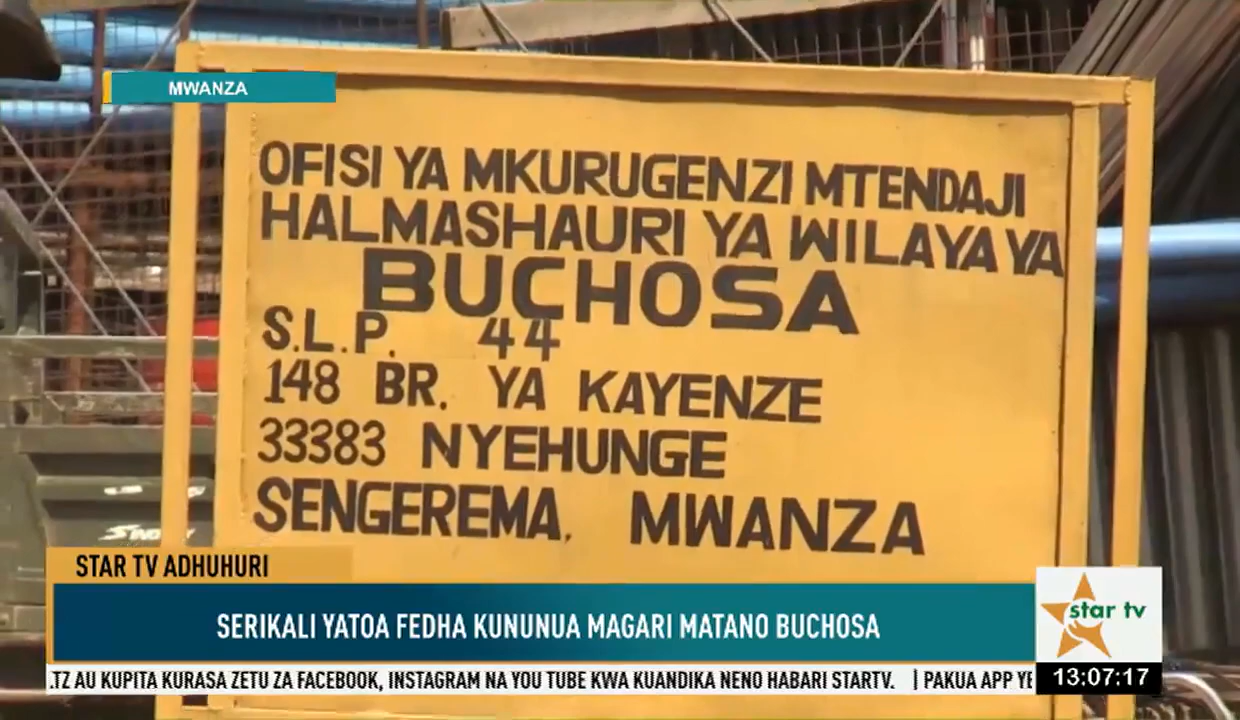 MWANZA
OFISI YA MKURUGENZI MTENDAJI
HALMASHAURI YA WILAYA YA
BUCHOSA
S.L.P. 44
148 BR. YA KAYENZE
33383 NYEHUNGE
SENGEREMA, MWANZA
STAR TV ADHUHURI
SERIKALI YATOA FEDHA KUNUNUA MAGARI MATANO BUCHOSA
star tv
.TZ AU KUPITA KURASA ZETU ZA FACEBOOK, INSTAGRAM NA YOU TUBE KWA KUANDIKA NENO HABARI STARTV. | PAKUA APP YE
13:07:17